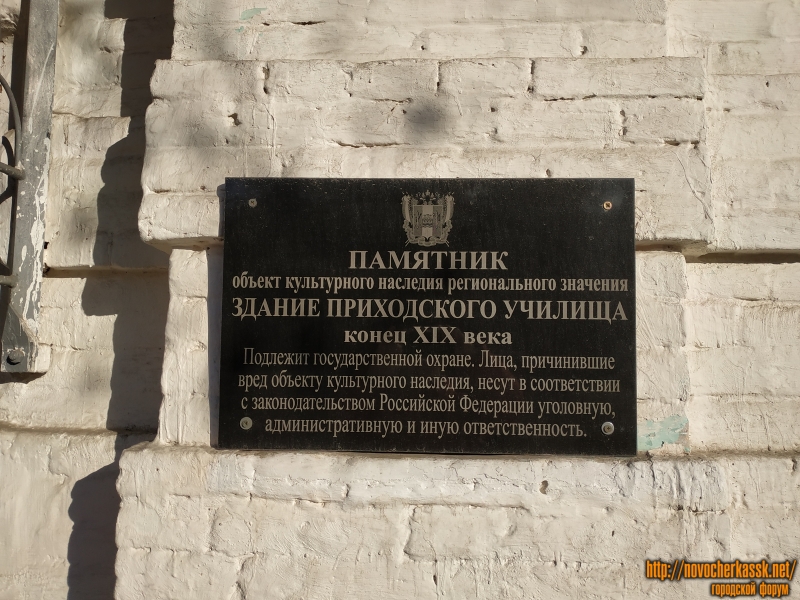 ПАМЯТНИК
объект культурного наследия регионального значения
ЗДАНИЕ ПРИХОДСКОГО УЧИЛИЩА
конец XIX века
Подлежит государственной охране. Лица, причинившие
вред объекту культурного наследия, несут в соответствии
с законодательством Российской Федерации уголовную,
административную и иную ответственность.
http://novocherkassk.net/
городской форум